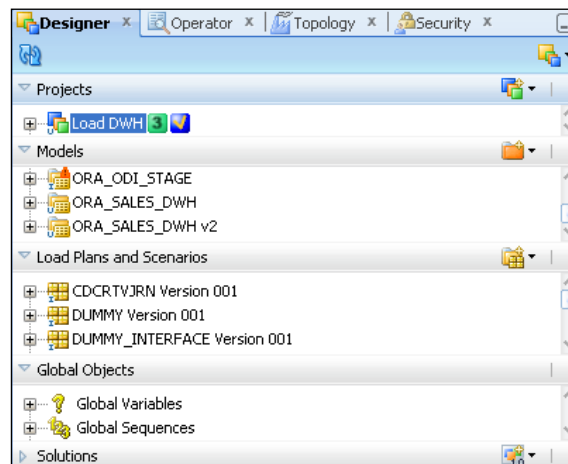 Designer x Operator x Topology x Security x
Projects
Load DWH 3
Models
ORA_ODI_STAGE
ORA_SALES_DWH
ORA_SALES_DWH v2
Load Plans and Scenarios
CDCRTVJRN Version 001
DUMMY Version 001
DUMMY_INTERFACE Version 001
Global Objects
Global Variables
Global Sequences
Solutions